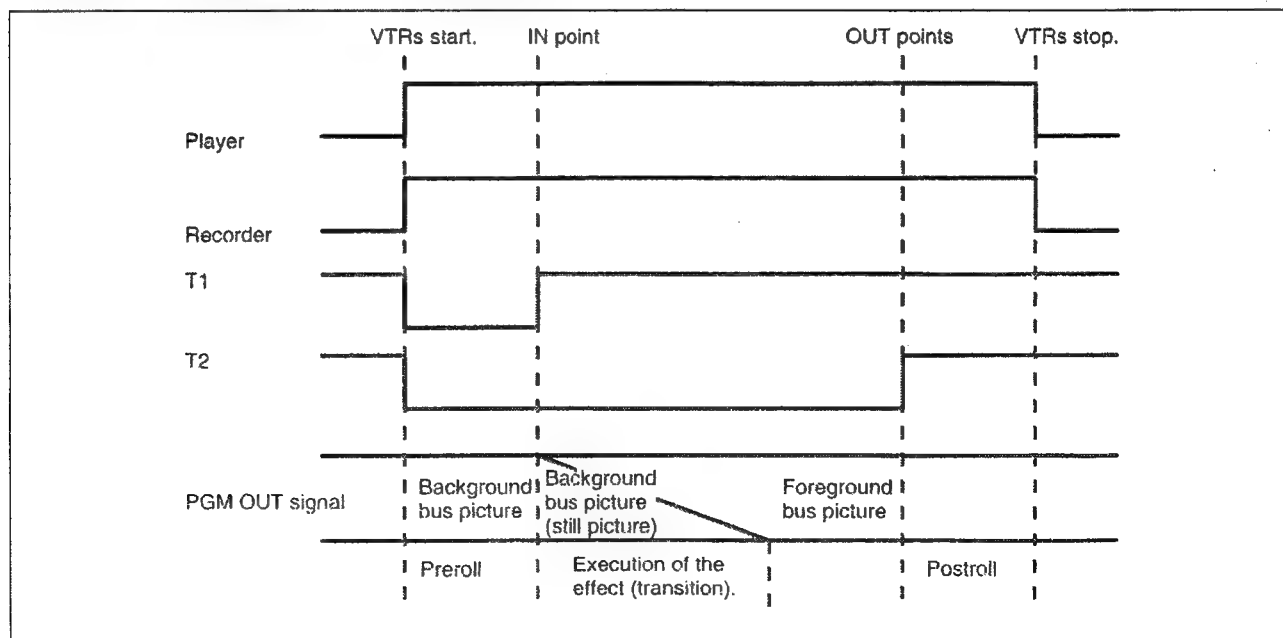 VTRs start. IN point OUT points VTRs stop.
Player
Recorder
T1
T2
PGM OUT signal
Background
bus picture
Background
bus picture
(still picture)
Foreground
bus picture
Preroll
Execution of the
effect (transition).
Postroll